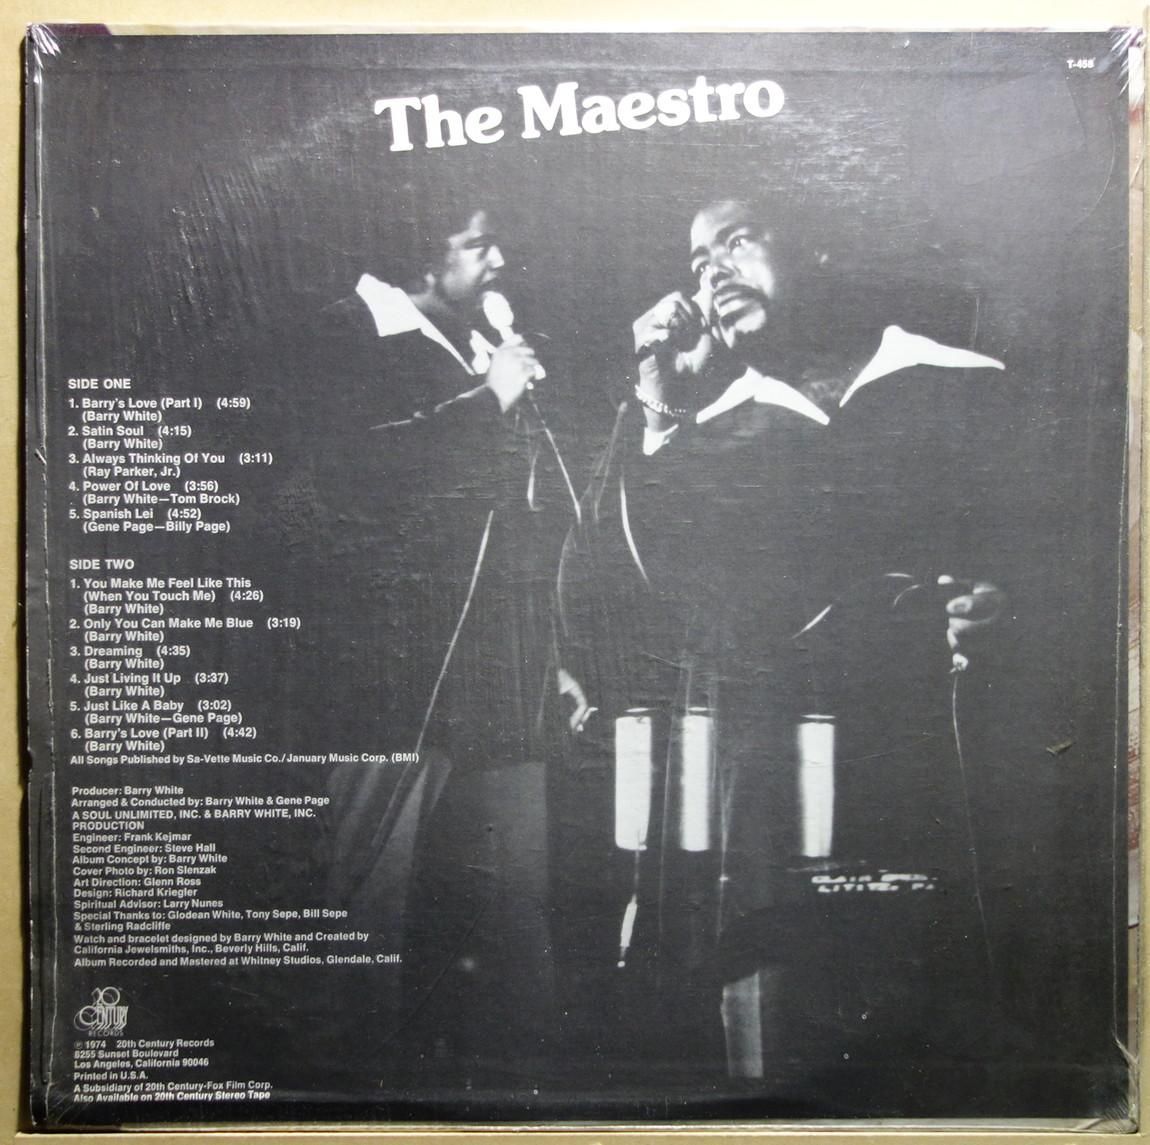 T-458
The Maestro
SIDE ONE
1. Barry's Love (Part I) (4:59)
(Barry White)
2. Satin Soul (4:15)
(Barry White)
3. Always Thinking Of You (3:11)
(Ray Parker, Jr.)
4. Power Of Love (3:56)
(Barry White—Tom Brock)
5. Spanish Lei (4:52)
(Gene Page—Billy Page)
SIDE TWO
1. You Make Me Feel Like This
(When You Touch Me) (4:26)
(Barry White)
2. Only You Can Make Me Blue (3:19)
(Barry White)
3. Dreaming (4:35)
(Barry White)
4. Just Living It Up (3:37)
(Barry White)
5. Just Like A Baby (3:02)
(Barry White—Gene Page)
6. Barry's Love (Part II) (4:42)
(Barry White)
All Songs Published by Sa-Vette Music Co./January Music Corp. (BMI)
Producer: Barry White
Arranged & Conducted by: Barry White & Gene Page
A SOUL UNLIMITED, INC. & BARRY WHITE, INC.
PRODUCTION
Engineer: Frank Kejmar
Second Engineer: Steve Hall
Album Concept by: Barry White
Cover Photo by: Ron Slenzak
Art Direction: Glenn Ross
Design: Richard Kriegler
Spiritual Advisor: Larry Nunes
Special Thanks to: Glodean White, Tony Sepe, Bill Sepe
& Sterling Radcliffe
Watch and bracelet designed by Barry White and Created by
California Jewelsmiths, Inc., Beverly Hills, Calif.
Album Recorded and Mastered at Whitney Studios, Glendale, Calif.
20
CENTURY
RECORDS
℗ 1974 20th Century Records
8255 Sunset Boulevard
Los Angeles, California 90046
Printed in U.S.A.
A Subsidiary of 20th Century-Fox Film Corp.
Also Available on 20th Century Stereo Tape